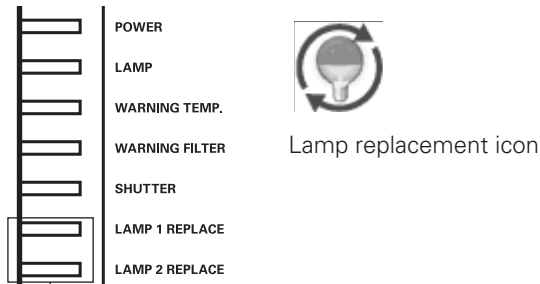 POWER
LAMP
WARNING TEMP.
WARNING FILTER
SHUTTER
LAMP 1 REPLACE
LAMP 2 REPLACE
Lamp replacement icon